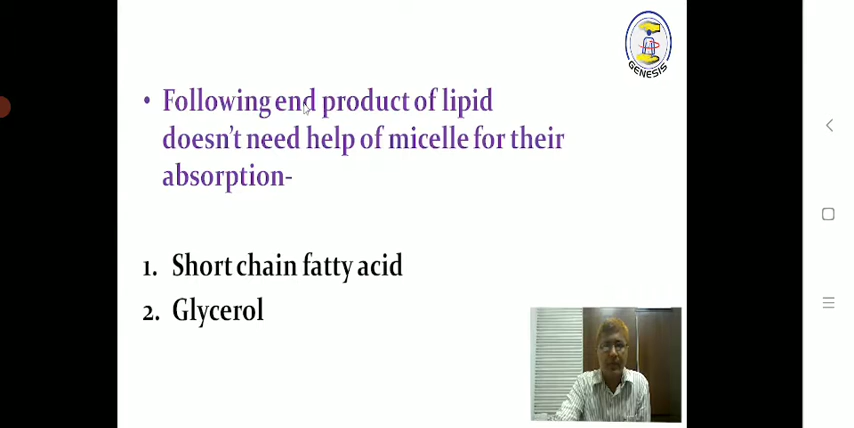 GENESIS
• Following end product of lipid
doesn't need help of micelle for their
absorption-
1. Short chain fatty acid
2. Glycerol